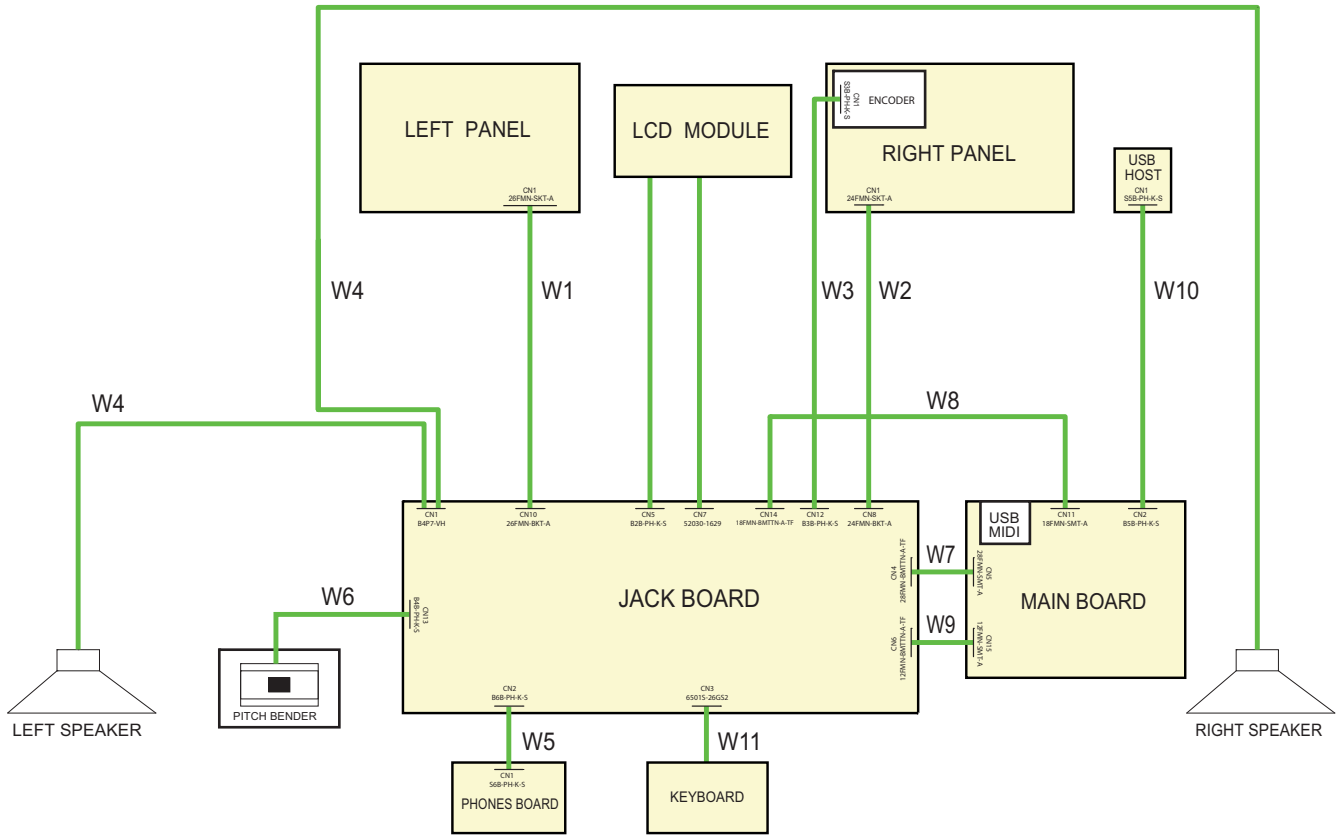 LEFT PANEL
CN1
26FMN-SKT-A
LCD MODULE
CN1
S3B-PH-K-S
ENCODER
RIGHT PANEL
CN1
24FMN-SKT-A
USB
HOST
CN1
S5B-PH-K-S
W4
W1
W3
W2
W10
W4
W8
CN1
B4P7-VH
CN10
26FMN-BKT-A
CN5
B2B-PH-K-S
CN7
52030-1629
CN14
18FMN-BMTTN-A-TF
CN12
B3B-PH-K-S
CN8
24FMN-BKT-A
USB
MIDI
CN11
18FMN-SMT-A
CN2
B5B-PH-K-S
CN4
28FMN-BMTTN-A-TF
W7
CN5
28FMN-SMT-A
JACK BOARD
MAIN BOARD
W6
CN13
B4B-PH-K-S
CN6
12FMN-BMTTN-A-TF
W9
CN15
12FMN-SMT-A
CN2
B6B-PH-K-S
CN3
6501S-26GS2
LEFT SPEAKER
PITCH BENDER
RIGHT SPEAKER
W5
W11
CN1
S6B-PH-K-S
PHONES BOARD
KEYBOARD